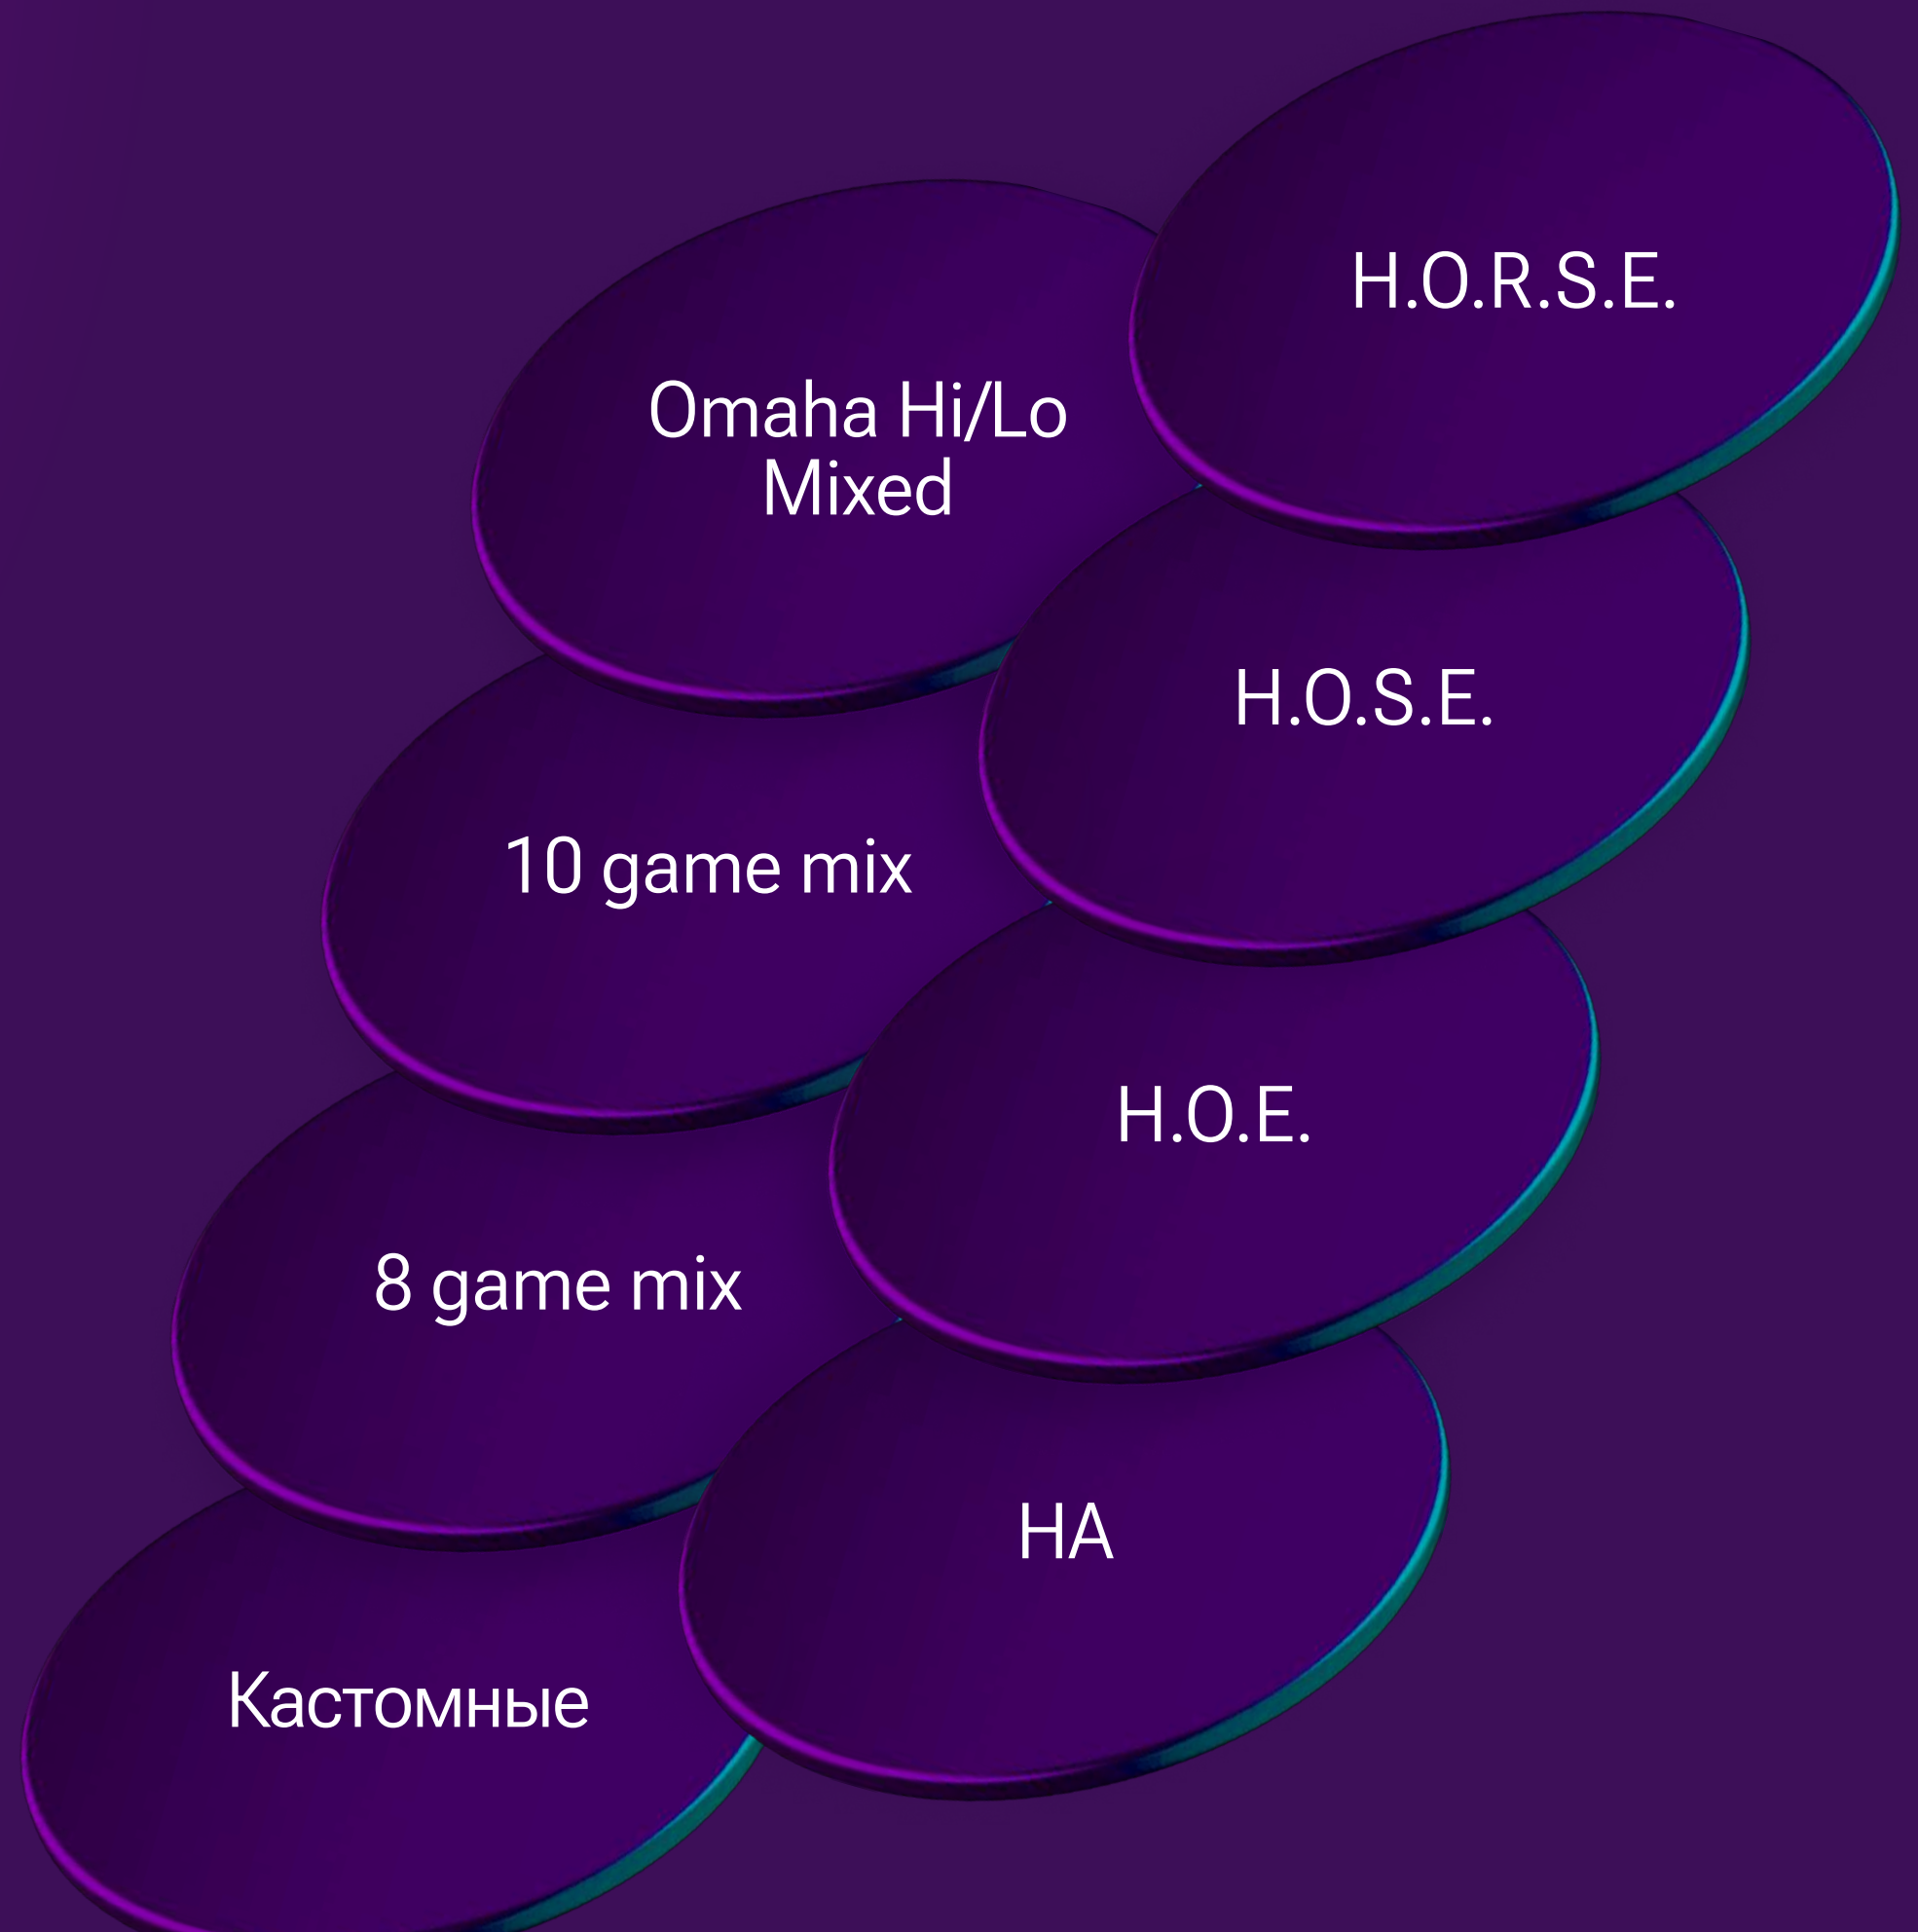 H.O.R.S.E.
Omaha Hi/Lo
Mixed
H.O.S.E.
10 game mix
H.O.E.
8 game mix
HA
Кастомные